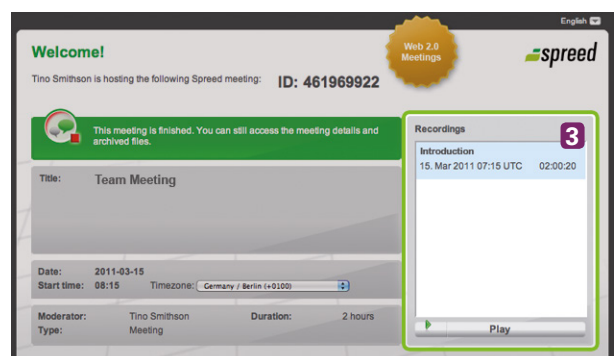 English
Welcome!
Web 2.0
Meetings
spreed
Tino Smithson is hosting the following Spreed meeting: ID: 461969922
This meeting is finished. You can still access the meeting details and
archived files.
Title: Team Meeting
Date: 2011-03-15
Start time: 08:15 Timezone: Germany / Berlin (+0100)
Moderator: Tino Smithson Duration: 2 hours
Type: Meeting
Recordings
3
Introduction
15. Mar 2011 07:15 UTC 02:00:20
Play